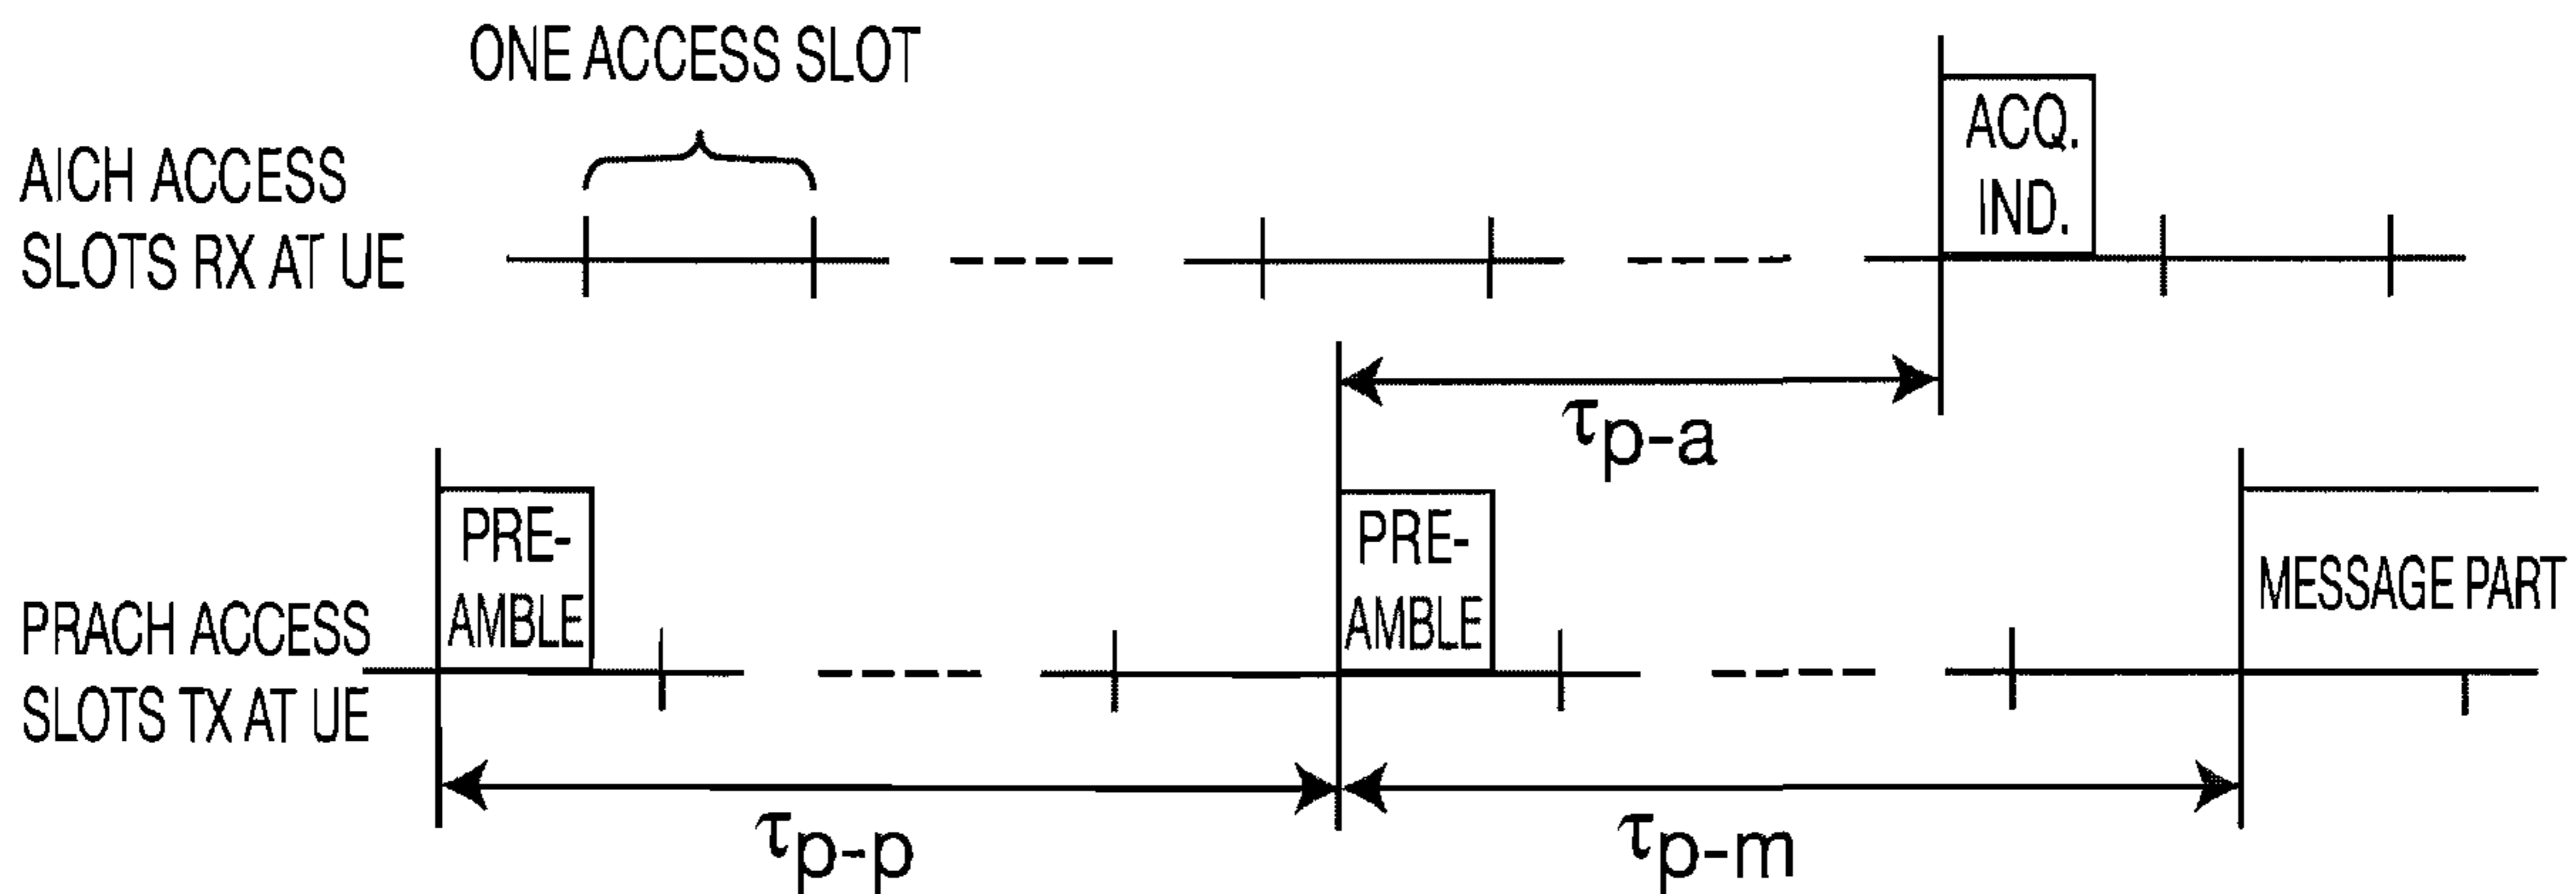 ONE ACCESS SLOT
AICH ACCESS
SLOTS RX AT UE
ACQ.
IND.
τp-a
PRACH ACCESS
SLOTS TX AT UE
PRE-
AMBLE
PRE-
AMBLE
MESSAGE PART
τp-p
τp-m